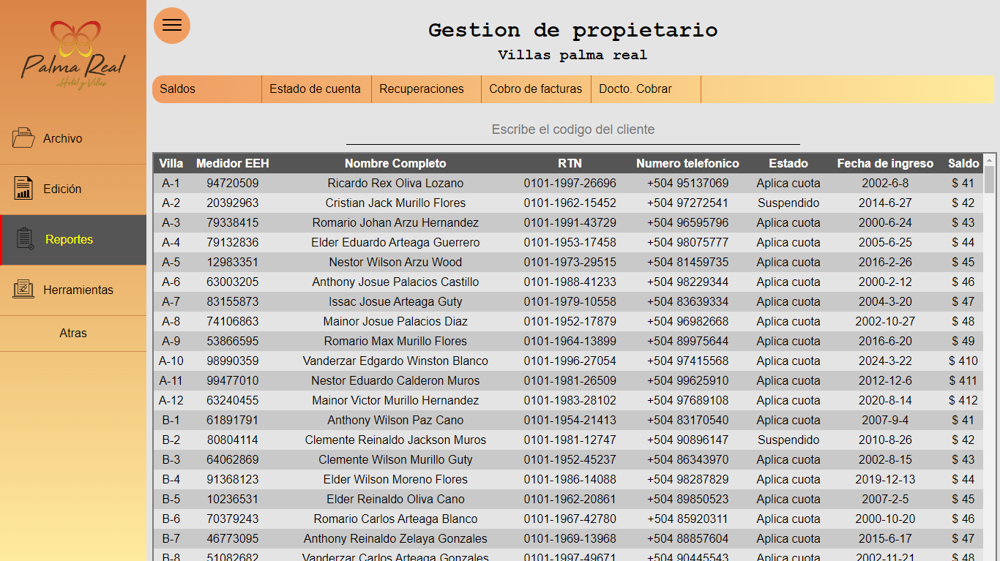 Palma Real
Hotel y Villas
Archivo
Edición
Reportes
Herramientas
Atras
Gestion de propietario
Villas palma real
Saldos Estado de cuenta Recuperaciones Cobro de facturas Docto. Cobrar
Escribe el codigo del cliente
Villa Medidor EEH Nombre Completo RTN Numero telefonico Estado Fecha de ingreso Saldo
A-1 94720509 Ricardo Rex Oliva Lozano 0101-1997-26696 +504 95137069 Aplica cuota 2002-6-8 $ 41
A-2 20392963 Cristian Jack Murillo Flores 0101-1962-15452 +504 97272541 Suspendido 2014-6-27 $ 42
A-3 79338415 Romario Johan Arzu Hernandez 0101-1991-43729 +504 96595796 Aplica cuota 2000-6-24 $ 43
A-4 79132836 Elder Eduardo Arteaga Guerrero 0101-1953-17458 +504 98075777 Aplica cuota 2005-6-25 $ 44
A-5 12983351 Nestor Wilson Arzu Wood 0101-1973-29515 +504 81459735 Aplica cuota 2016-2-26 $ 45
A-6 63003205 Anthony Josue Palacios Castillo 0101-1988-41233 +504 98229344 Aplica cuota 2000-2-12 $ 46
A-7 83155873 Issac Josue Arteaga Guty 0101-1979-10558 +504 83639334 Aplica cuota 2004-3-20 $ 47
A-8 74106863 Mainor Josue Palacios Diaz 0101-1952-17879 +504 96982668 Aplica cuota 2002-10-27 $ 48
A-9 53866595 Romario Max Murillo Flores 0101-1964-13899 +504 89975644 Aplica cuota 2016-6-20 $ 49
A-10 98990359 Vanderzar Edgardo Winston Blanco 0101-1996-27054 +504 97415568 Aplica cuota 2024-3-22 $ 410
A-11 99477010 Nestor Eduardo Calderon Muros 0101-1981-26509 +504 99625910 Aplica cuota 2012-12-6 $ 411
A-12 63240455 Mainor Victor Murillo Hernandez 0101-1983-28102 +504 97689108 Aplica cuota 2020-8-14 $ 412
B-1 61891791 Anthony Wilson Paz Cano 0101-1954-21413 +504 83170540 Aplica cuota 2007-9-4 $ 41
B-2 80804114 Clemente Reinaldo Jackson Muros 0101-1981-12747 +504 90896147 Suspendido 2010-8-26 $ 42
B-3 64062869 Clemente Wilson Murillo Guty 0101-1952-45237 +504 86343970 Aplica cuota 2002-8-15 $ 43
B-4 91368123 Elder Wilson Moreno Flores 0101-1986-14088 +504 98287829 Aplica cuota 2019-12-13 $ 44
B-5 10236531 Elder Reinaldo Oliva Cano 0101-1962-20861 +504 89850523 Aplica cuota 2007-2-5 $ 45
B-6 70379243 Romario Carlos Arteaga Blanco 0101-1967-42780 +504 85920311 Aplica cuota 2000-10-20 $ 46
B-7 46773095 Anthony Reinaldo Zelaya Gonzales 0101-1969-13968 +504 88857604 Aplica cuota 2015-6-17 $ 47
B-8 51082682 Vanderzar Carlos Arteaga Gonzales 0101-1997-49671 +504 90445543 Aplica cuota 2002-11-21 $ 48